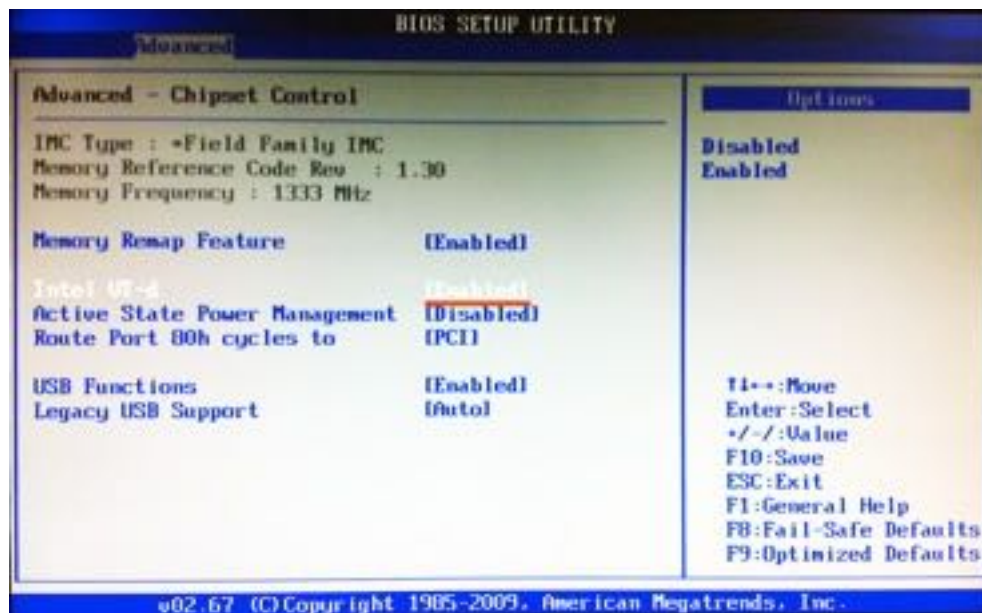 BIOS SETUP UTILITY
Advanced
Advanced - Chipset Control
IMC Type : *Field Family IMC
Memory Reference Code Rev : 1.30
Memory Frequency : 1333 MHz
Memory Remap Feature [Enabled]
Intel VT-d [Enabled]
Active State Power Management [Disabled]
Route Port 80h cycles to [PCI]
USB Functions [Enabled]
Legacy USB Support [Auto]
Options
Disabled
Enabled
↑↓←→:Move
Enter:Select
+/-/:Value
F10:Save
ESC:Exit
F1:General Help
F8:Fail-Safe Defaults
F9:Optimized Defaults
v02.67 (C)Copyright 1985-2009, American Megatrends, Inc.